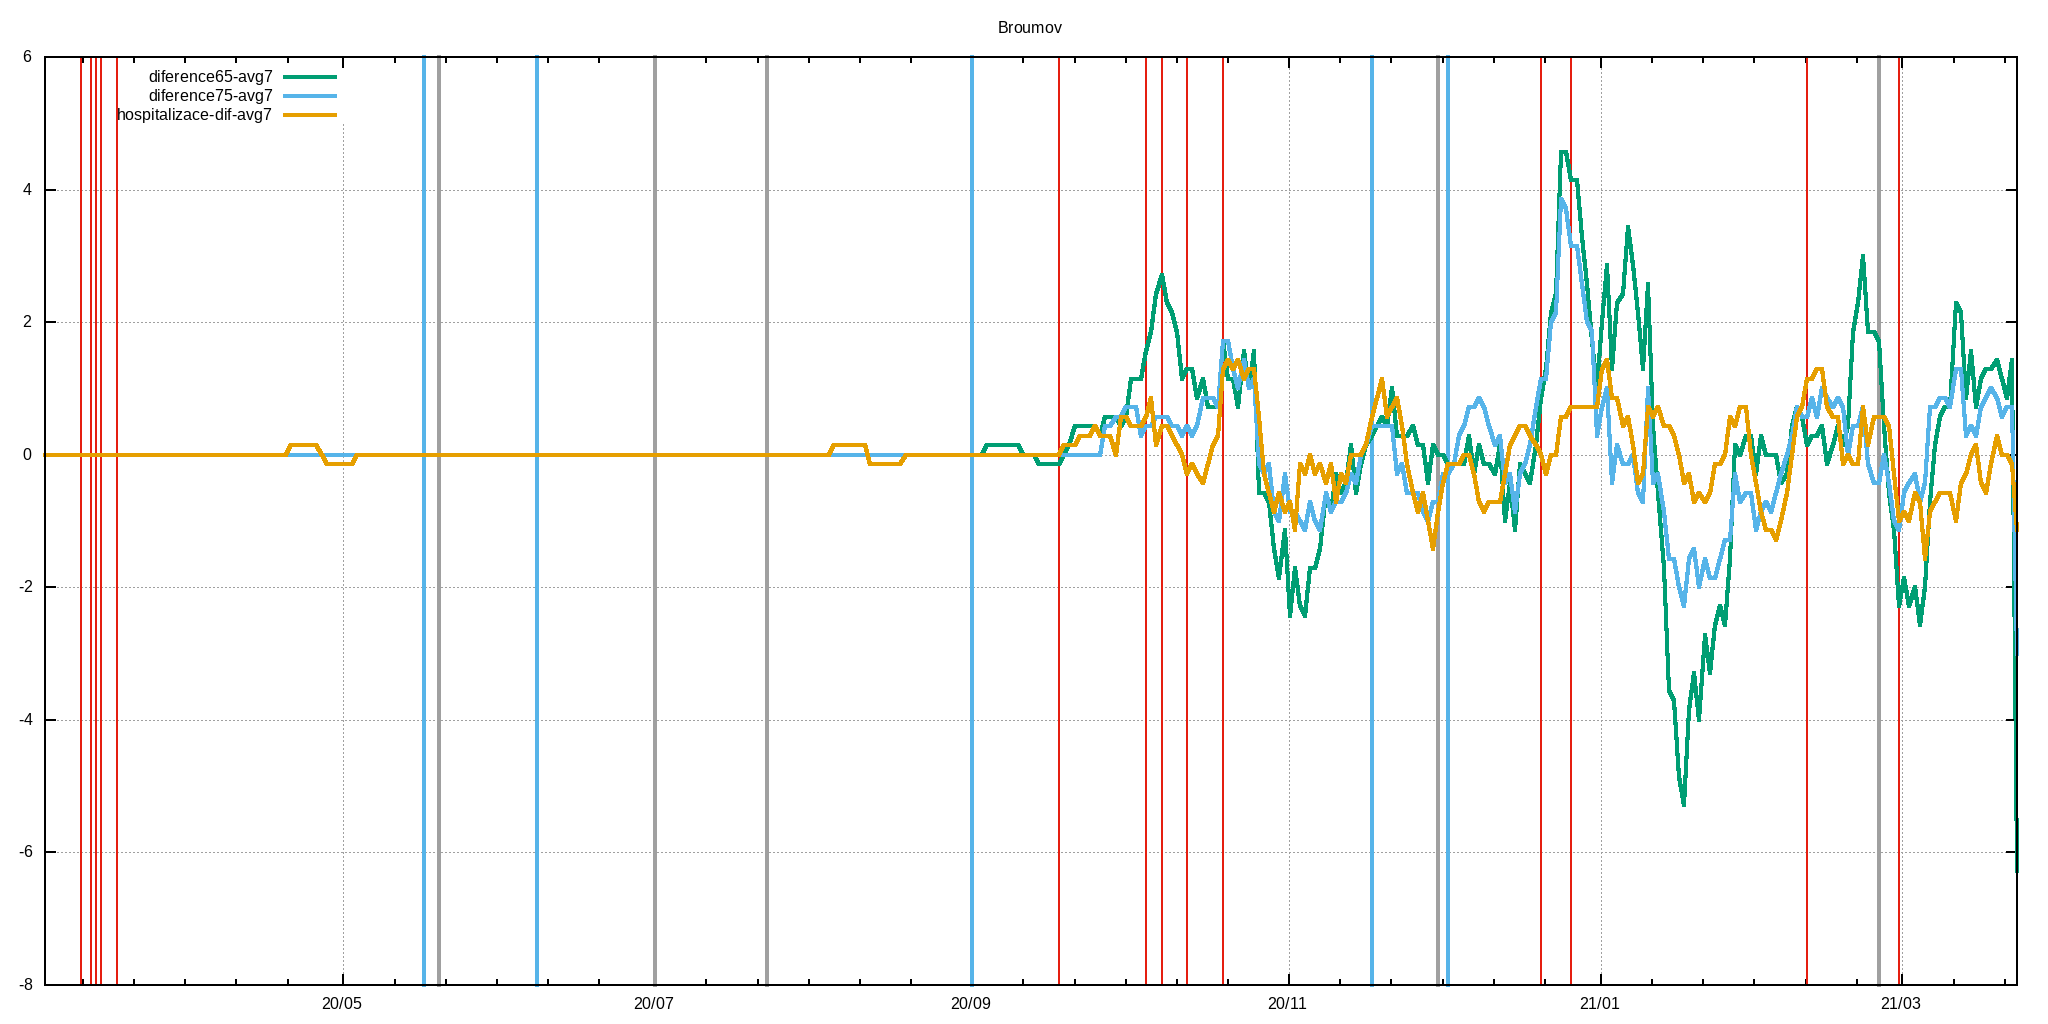 Broumov
6
diference65-avg7
diference75-avg7
hospitalizace-dif-avg7
4
2
0
-2
-4
-6
-8
20/05 20/07 20/09 20/11 21/01 21/03